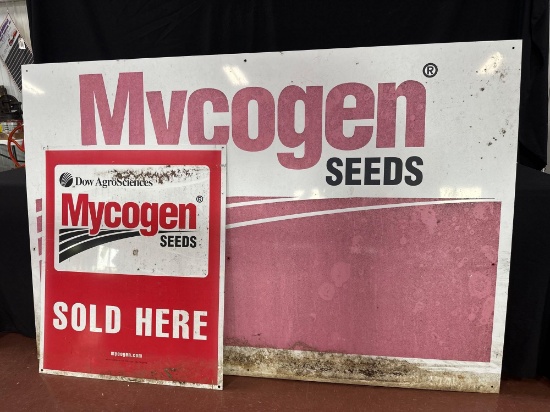 Mycogen®
SEEDS
Dow AgroSciences
Mycogen®
SEEDS
SOLD HERE
mycogen.com